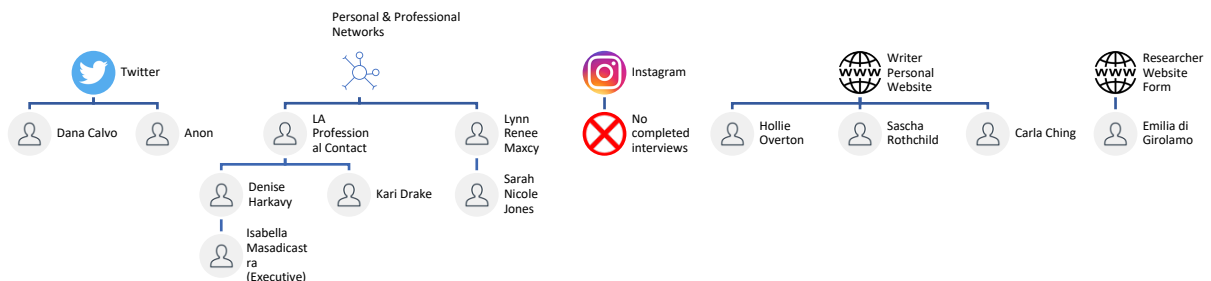 Personal & Professional
Networks
Twitter
Instagram
Writer
Personal
Website
Researcher
Website
Form
WWW
WWW
Dana Calvo
Anon
LA
Profession
al Contact
Lynn
Renee
Maxcy
No
completed
interviews
Hollie
Overton
Sascha
Rothchild
Carla Ching
Emilia di
Girolamo
Denise
Harkavy
Kari Drake
Sarah
Nicole
Jones
Isabella
Masadicast
ra
(Executive)